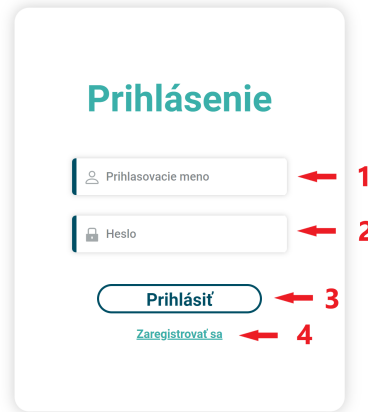 Prihlásenie
Prihlasovacie meno 1
Heslo 2
Prihlásiť 3
Zaregistrovať sa 4